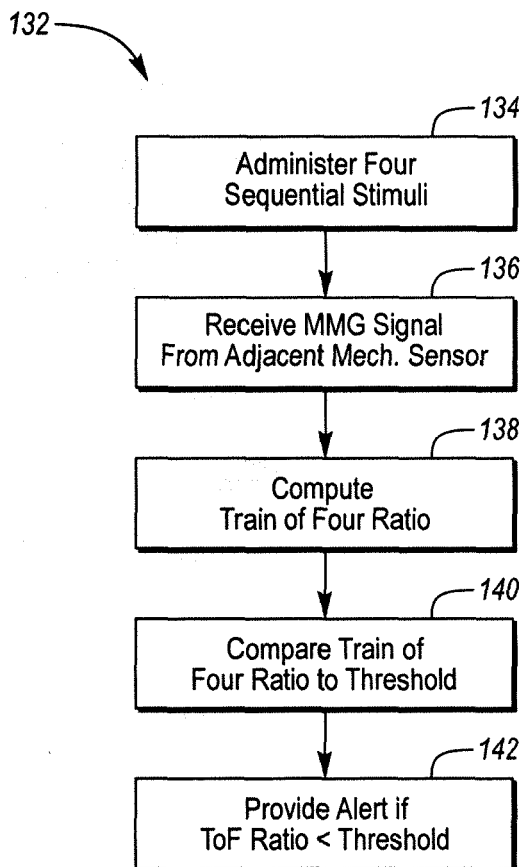 132
134
Administer Four
Sequential Stimuli
136
Receive MMG Signal
From Adjacent Mech. Sensor
138
Compute
Train of Four Ratio
140
Compare Train of
Four Ratio to Threshold
142
Provide Alert if
ToF Ratio < Threshold